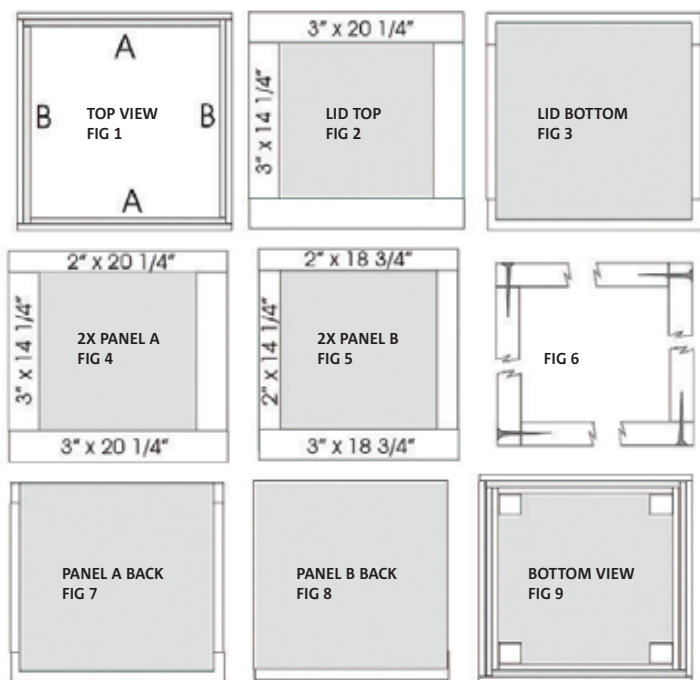 A
B
TOP VIEW
FIG 1
B
A
3" x 20 1/4"
3" x 14 1/4"
LID TOP
FIG 2
LID BOTTOM
FIG 3
2" x 20 1/4"
3" x 14 1/4"
2X PANEL A
FIG 4
3" x 20 1/4"
2" x 18 3/4"
2" x 14 1/4"
2X PANEL B
FIG 5
3" x 18 3/4"
FIG 6
PANEL A BACK
FIG 7
PANEL B BACK
FIG 8
BOTTOM VIEW
FIG 9